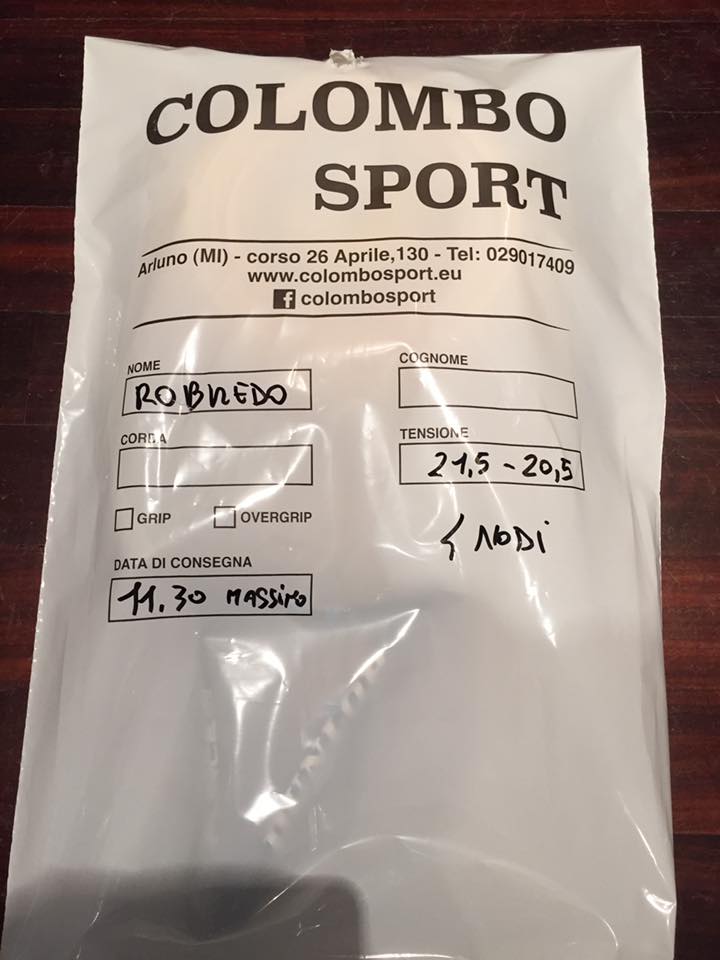 COLOMBO
SPORT
Arluno (MI) - corso 26 Aprile,130 - Tel: 029017409
www.colombosport.eu
f colombosport
NOME
COGNOME
ROBREDO
CORDA
TENSIONE
21,5 - 20,5
GRIP
OVERGRIP
NODI
DATA DI CONSEGNA
11.30 MASSIMO